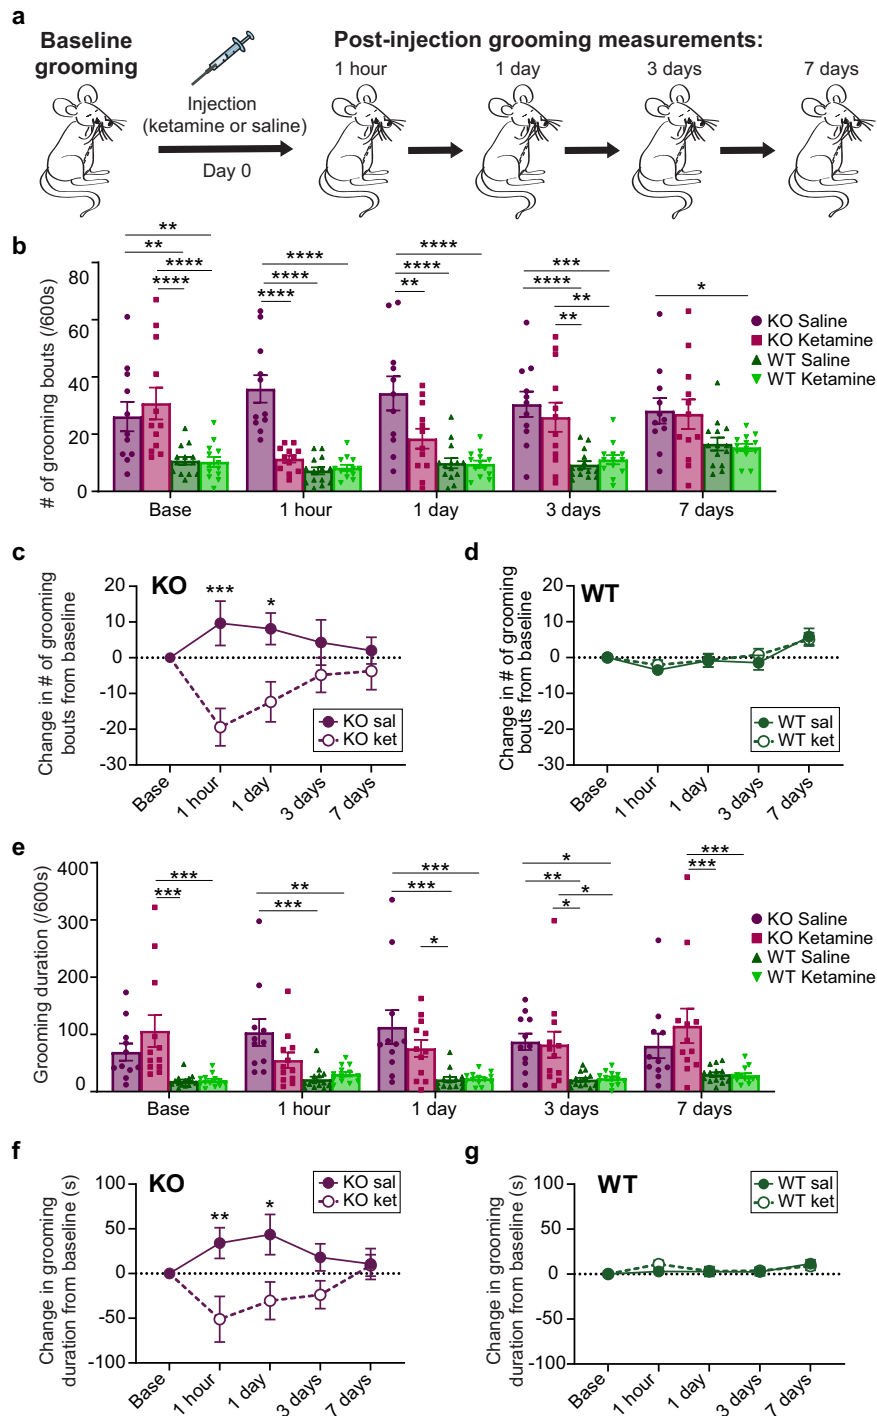 a
Baseline
grooming
Injection
(ketamine or saline)
Day 0
Post-injection grooming measurements:
1 hour
1 day
3 days
7 days
b
# of grooming bouts (/600s)
80
60
40
20
0
**
**
****
****
****
****
****
****
****
**
***
****
**
**
*
Base
1 hour
1 day
3 days
7 days
KO Saline
KO Ketamine
WT Saline
WT Ketamine
c
KO
Change in # of grooming
bouts from baseline
20
10
0
-10
-20
-30
***
*
KO sal
KO ket
Base
1 hour
1 day
3 days
7 days
d
WT
Change in # of grooming
bouts from baseline
20
10
0
-10
-20
-30
WT sal
WT ket
Base
1 hour
1 day
3 days
7 days
e
Grooming duration (/600s)
400
300
200
100
0
***
***
**
***
***
***
*
*
**
*
*
***
***
Base
1 hour
1 day
3 days
7 days
KO Saline
KO Ketamine
WT Saline
WT Ketamine
f
KO
Change in grooming
duration from baseline (s)
100
50
0
-50
-100
**
*
KO sal
KO ket
Base
1 hour
1 day
3 days
7 days
g
WT
Change in grooming
duration from baseline (s)
100
50
0
-50
-100
WT sal
WT ket
Base
1 hour
1 day
3 days
7 days